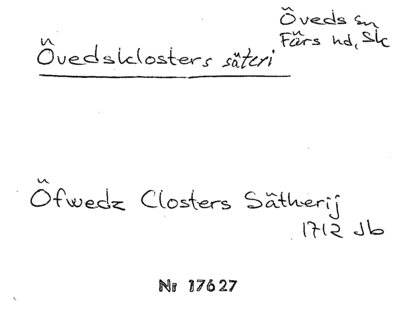 Öveds sn
Färs hd, Sk
Övedsklosters säteri
Öfwedz Closters Sätherij
1712 Jb
Nr 17627